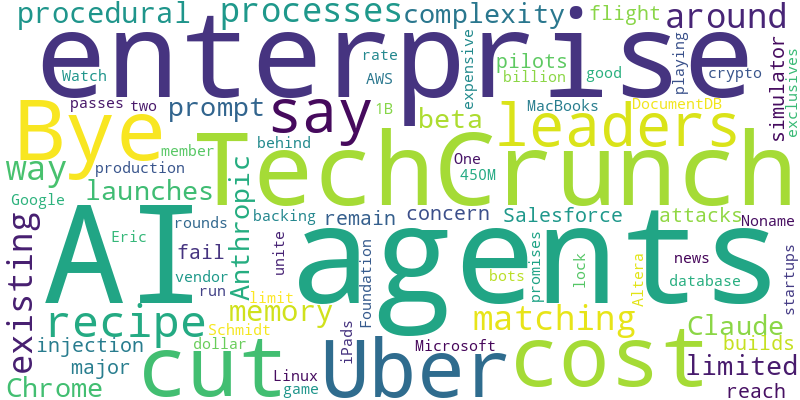 procedural
processes
complexity
flight
around
enterprise
Watch
rate
AWS
expensive
pilots
billion
good
playing
crypto
simulator
exclusives
passes
two
prompt
say
1B
beta
MacBooks
DocumentDB
leaders
Bye
way
production
member
behind
TechCrunch
One
450M
launches
Google
Anthropic
rounds
backing
remain
concern
Salesforce
attacks
Noname
AI
agents
Eric
existing
fail
unite
Foundation
vendor
run
bots
promises
lock
Altera
news
database
startups
limit
memory
recipe
Schmidt
matching
Claude
injection
dollar
iPads
Microsoft
builds
major
cut
Uber
cost
limited
Chrome
Linux
game
reach